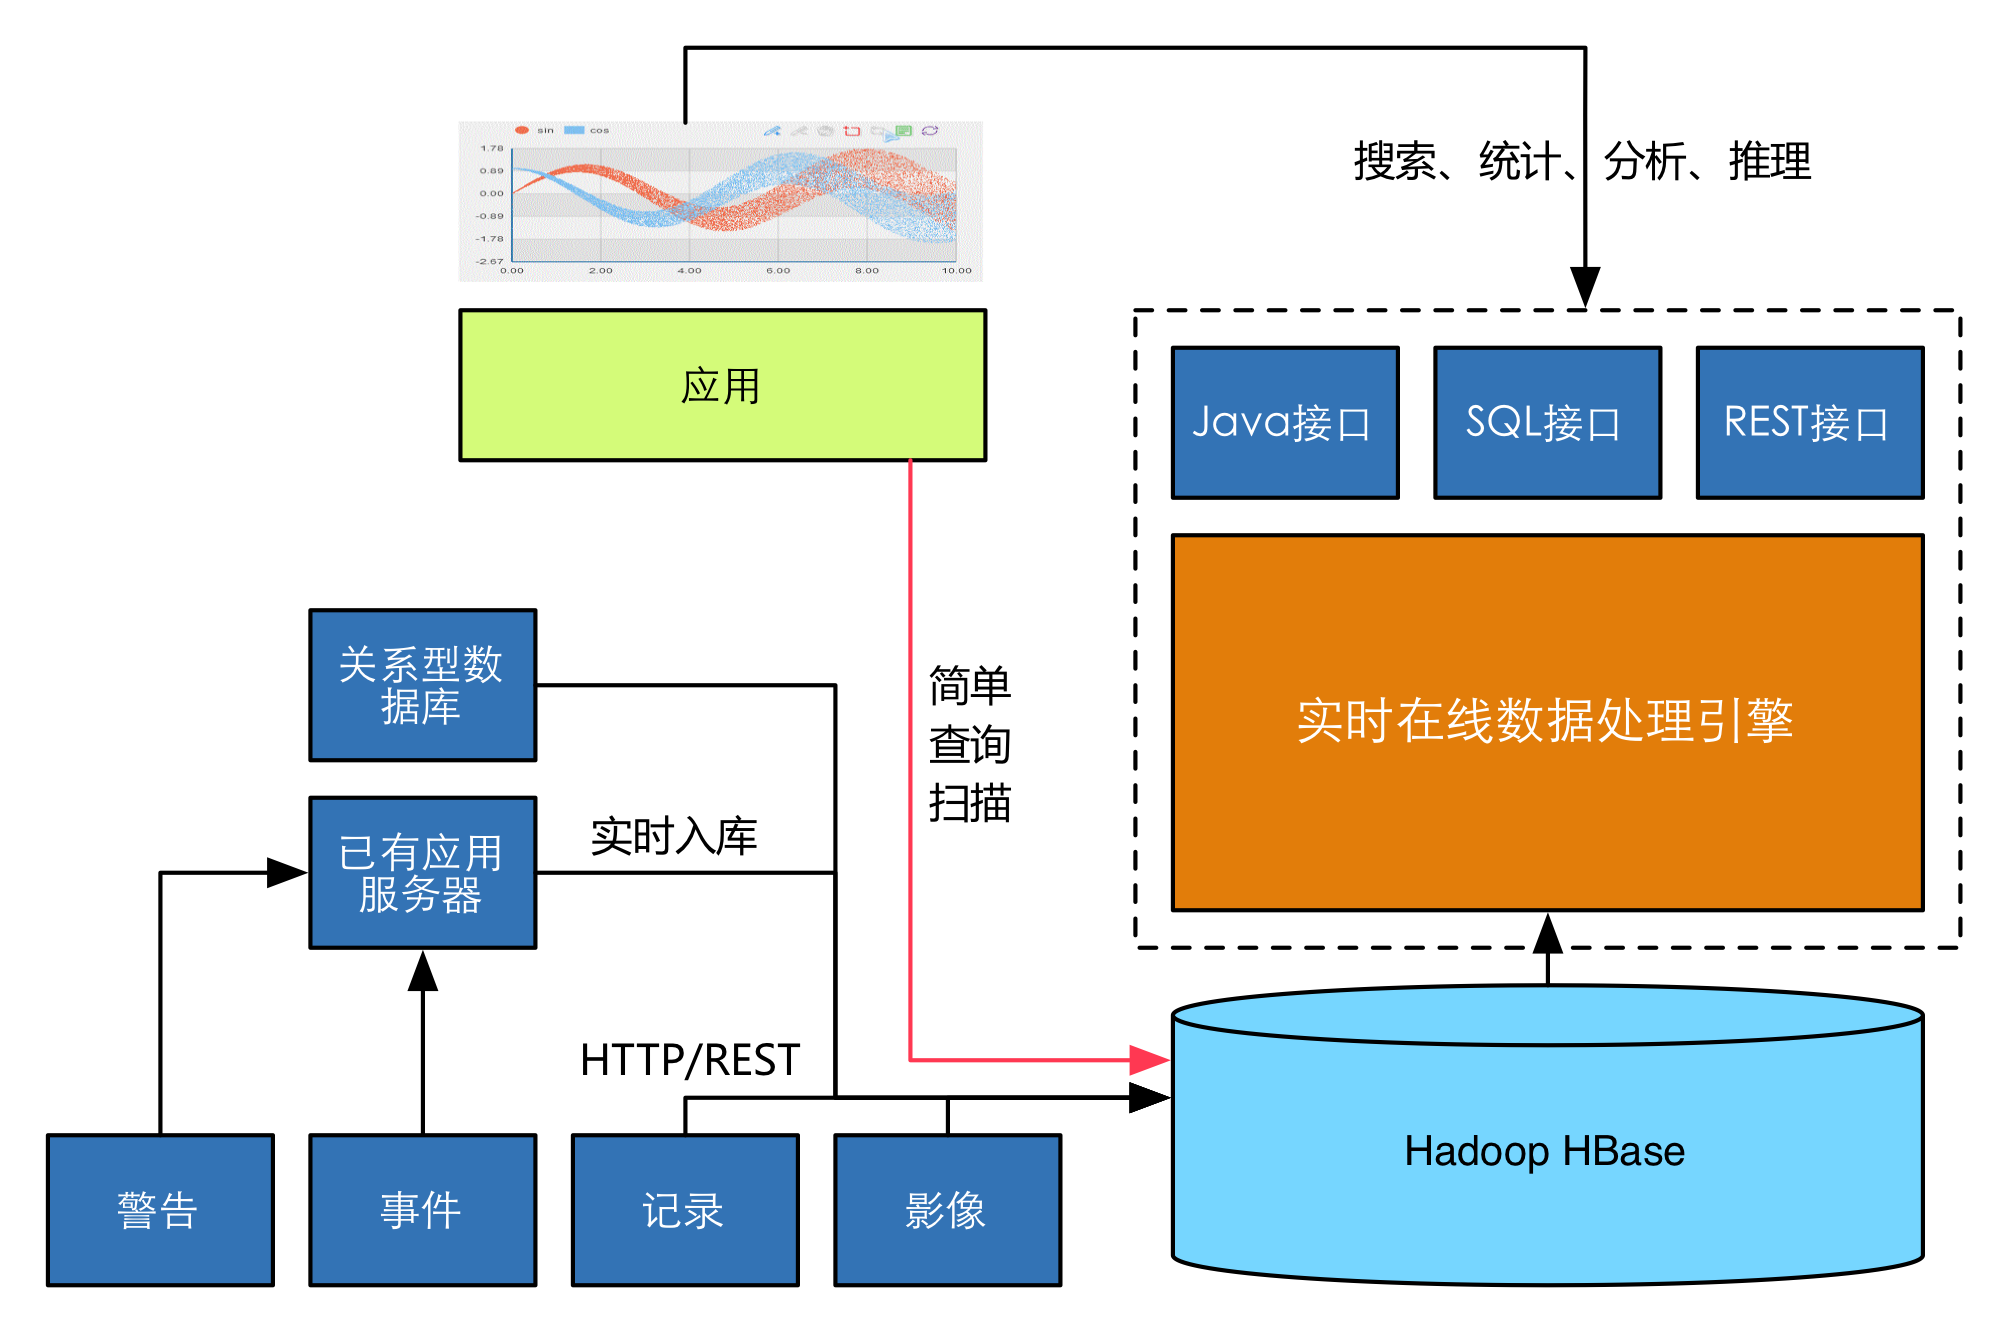 sin cos
1.78
0.89
0.00
-0.89
-1.78
-2.67
0.00 2.00 4.00 6.00 8.00 10.00
搜索、统计、分析、推理
应用
Java接口
SQL接口
REST接口
实时在线数据处理引擎
关系型数
据库
简单
查询
扫描
已有应用
服务器
实时入库
HTTP/REST
警告
事件
记录
影像
Hadoop HBase